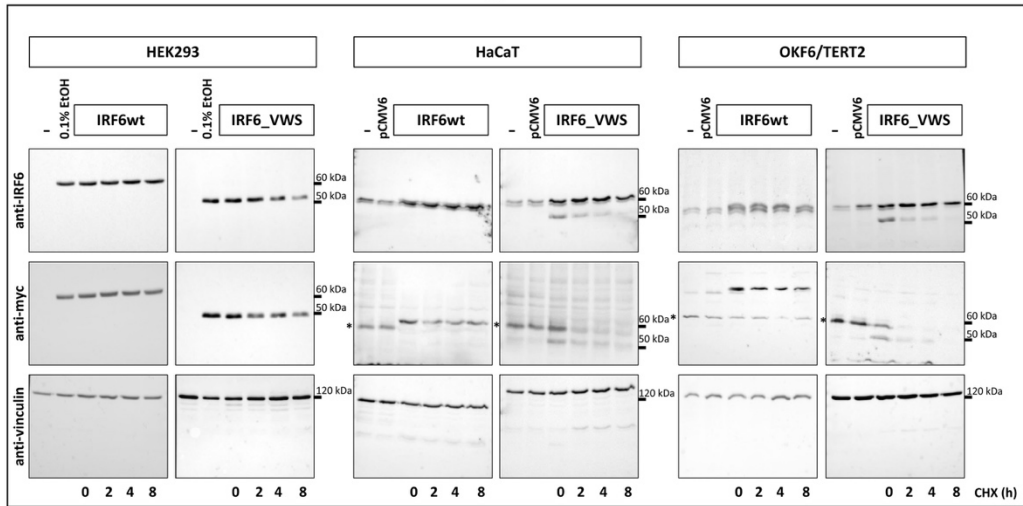 HEK293 HaCaT OKF6/TERT2
– 0.1% EtOH IRF6wt – 0.1% EtOH IRF6_VWS – pCMV6 IRF6wt – pCMV6 IRF6_VWS – pCMV6 IRF6wt – pCMV6 IRF6_VWS
anti-IRF6 60 kDa 50 kDa 60 kDa 50 kDa 60 kDa 50 kDa
anti-myc 60 kDa 50 kDa * * 60 kDa 50 kDa * * 60 kDa 50 kDa
anti-vinculin 120 kDa 120 kDa 120 kDa
0 2 4 8 0 2 4 8 0 2 4 8 0 2 4 8 0 2 4 8 0 2 4 8 CHX (h)